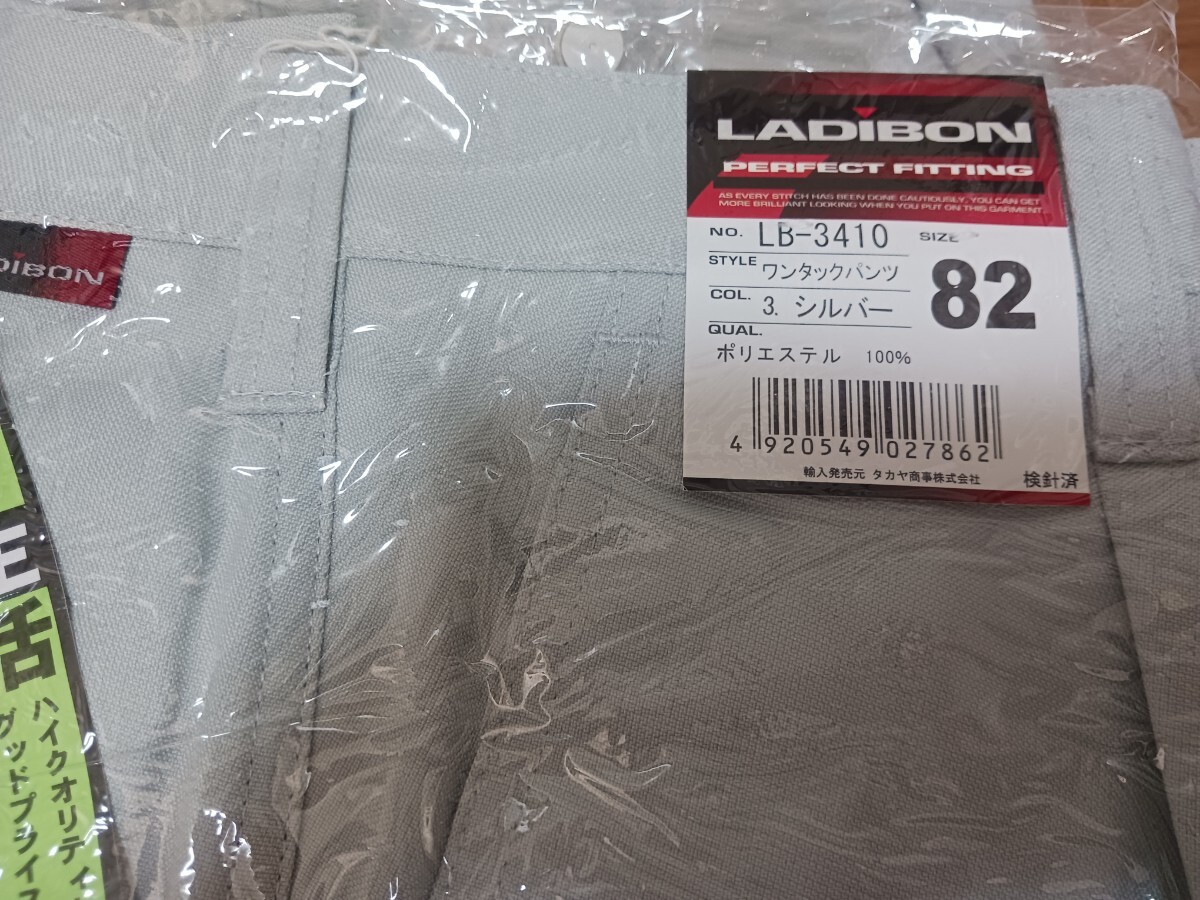 LADiBON
PERFECT FITTING
AS EVERY STITCH HAS BEEN DONE CAUTIOUSLY, YOU CAN GET
MORE BRILLIANT LOOKING WHEN YOU PUT ON THIS GARMENT.
NO. LB-3410
SIZE
STYLE ワンタックパンツ
82
COL. 3. シルバー
QUAL.
ポリエステル 100%
4 920549 027862
輸入発売元 タカヤ商事株式会社
検針済
DiBON
E
活
ハイクオリティ
グッドプライス